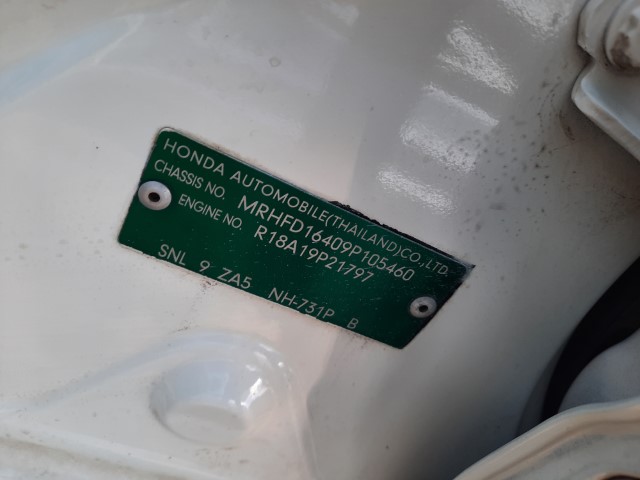 HONDA AUTOMOBILE(THAILAND)CO.,LTD.
CHASSIS NO. MRHFD16409P105460
ENGINE NO. R18A19P21797
SNL 9 ZA5 NH-731P B